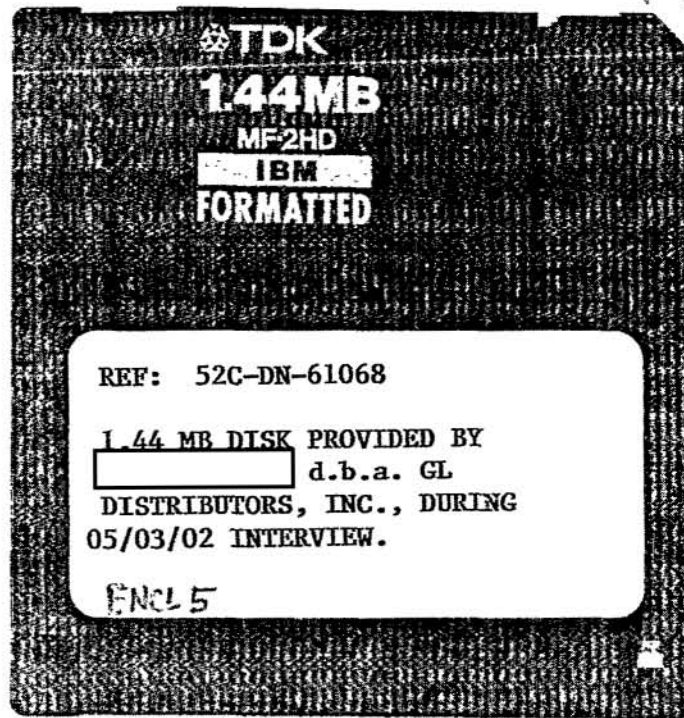 TDK
1.44MB
MF-2HD
IBM
FORMATTED
REF: 52C-DN-61068
1.44 MB DISK PROVIDED BY
d.b.a. GL
DISTRIBUTORS, INC., DURING
05/03/02 INTERVIEW.
ENCL 5